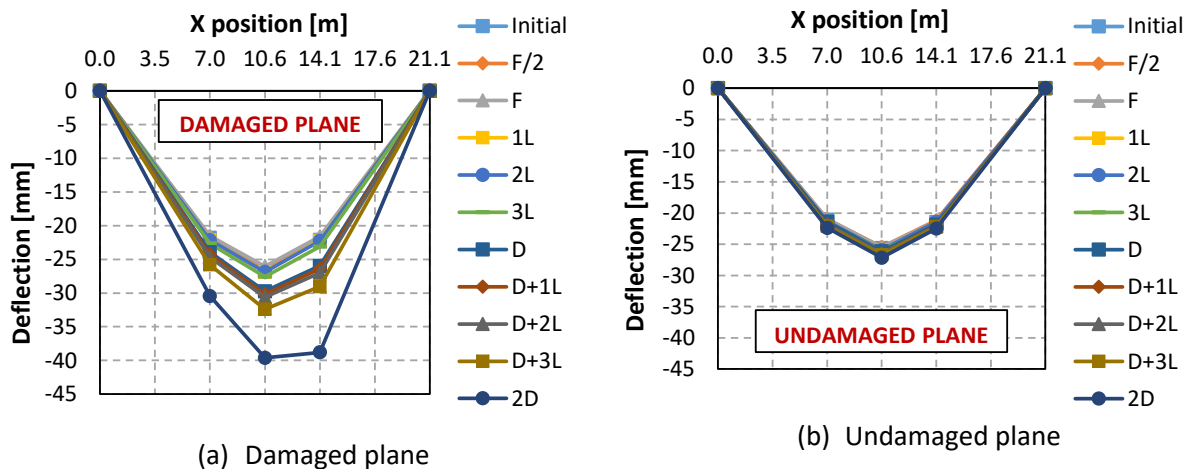 X position [m]
0.0 3.5 7.0 10.6 14.1 17.6 21.1
0
-5
-10
-15
-20
-25
-30
-35
-40
-45
Deflection [mm]
DAMAGED PLANE
Initial
F/2
F
1L
2L
3L
D
D+1L
D+2L
D+3L
2D
(a) Damaged plane
X position [m]
0.0 3.5 7.0 10.6 14.1 17.6 21.1
0
-5
-10
-15
-20
-25
-30
-35
-40
-45
Deflection [mm]
UNDAMAGED PLANE
Initial
F/2
F
1L
2L
3L
D
D+1L
D+2L
D+3L
2D
(b) Undamaged plane